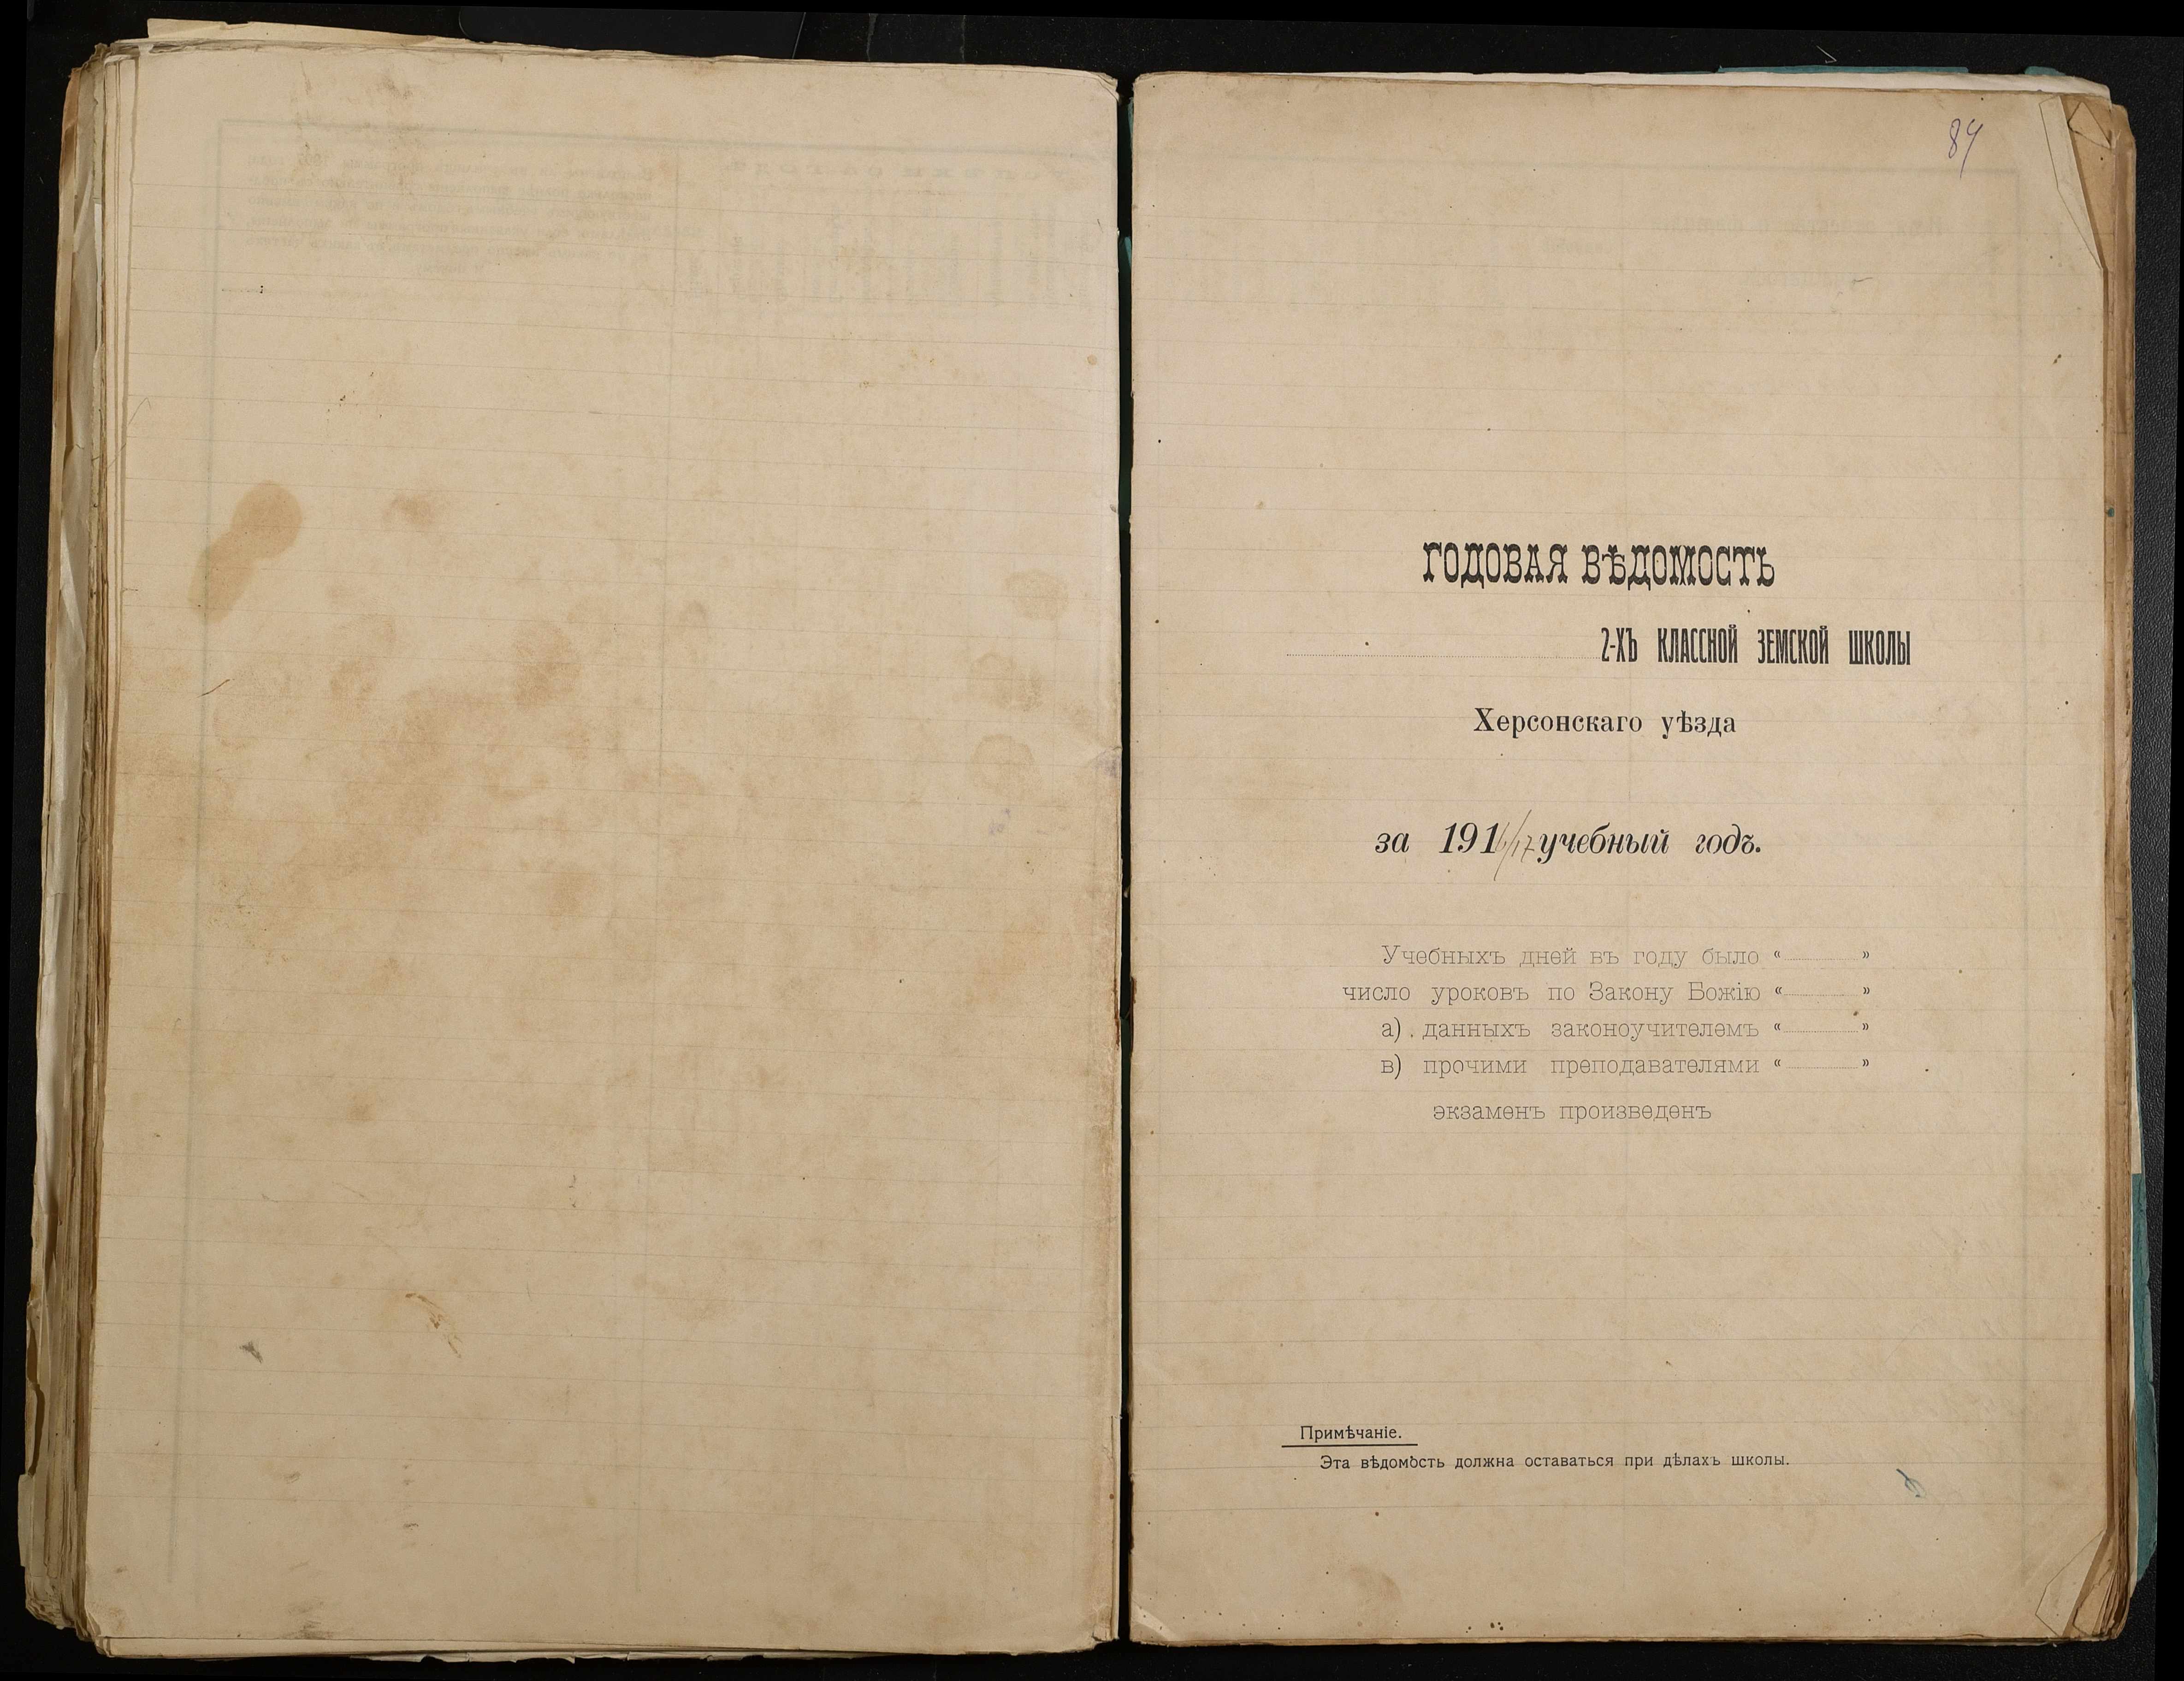 84
ГОДОВАЯ ВѢДОМОСТЬ
2-ХЪ КЛАССНОЙ ЗЕМСКОЙ ШКОЛЫ
Херсонскаго уѣзда
за 1916/17 учебный годъ.
Учебныхъ дней въ году было « »
число уроковъ по Закону Божію « »
а) . данныхъ законоучителемъ « »
в) прочими преподавателями « »
экзаменъ произведенъ
Примѣчаніе.
Эта вѣдомость должна оставаться при дѣлахъ школы.